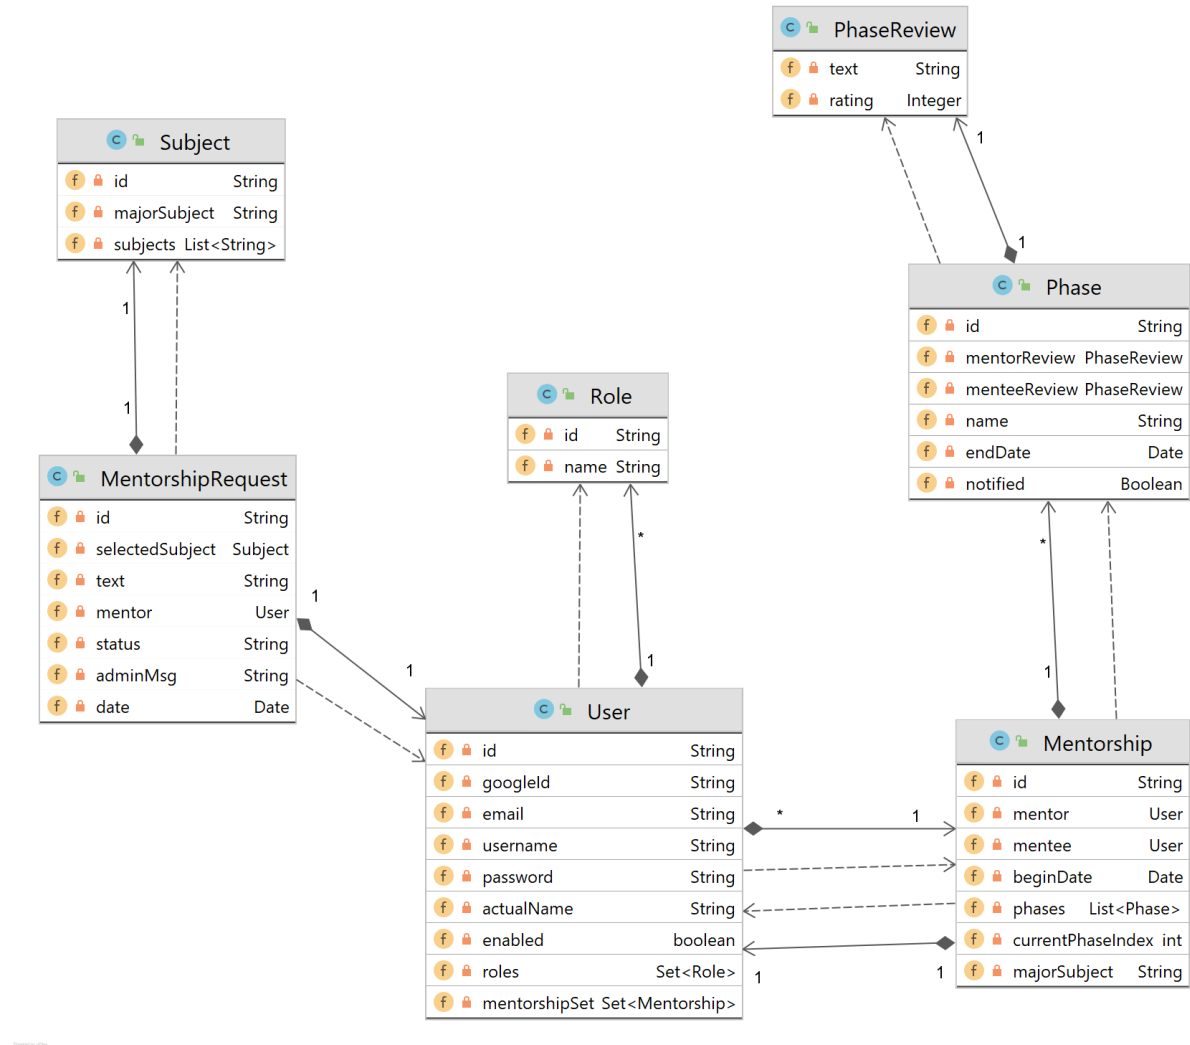 PhaseReview
text String
rating Integer
1
1
Subject
id String
majorSubject String
subjects List<String>
1
1
Phase
id String
mentorReview PhaseReview
menteeReview PhaseReview
name String
endDate Date
notified Boolean
*
1
Role
id String
name String
*
1
MentorshipRequest
id String
selectedSubject Subject
text String
mentor User
status String
adminMsg String
date Date
1
1
User
id String
googleId String
email String
username String
password String
actualName String
enabled boolean
roles Set<Role>
mentorshipSet Set<Mentorship>
* 1
1 1
Mentorship
id String
mentor User
mentee User
beginDate Date
phases List<Phase>
currentPhaseIndex int
majorSubject String